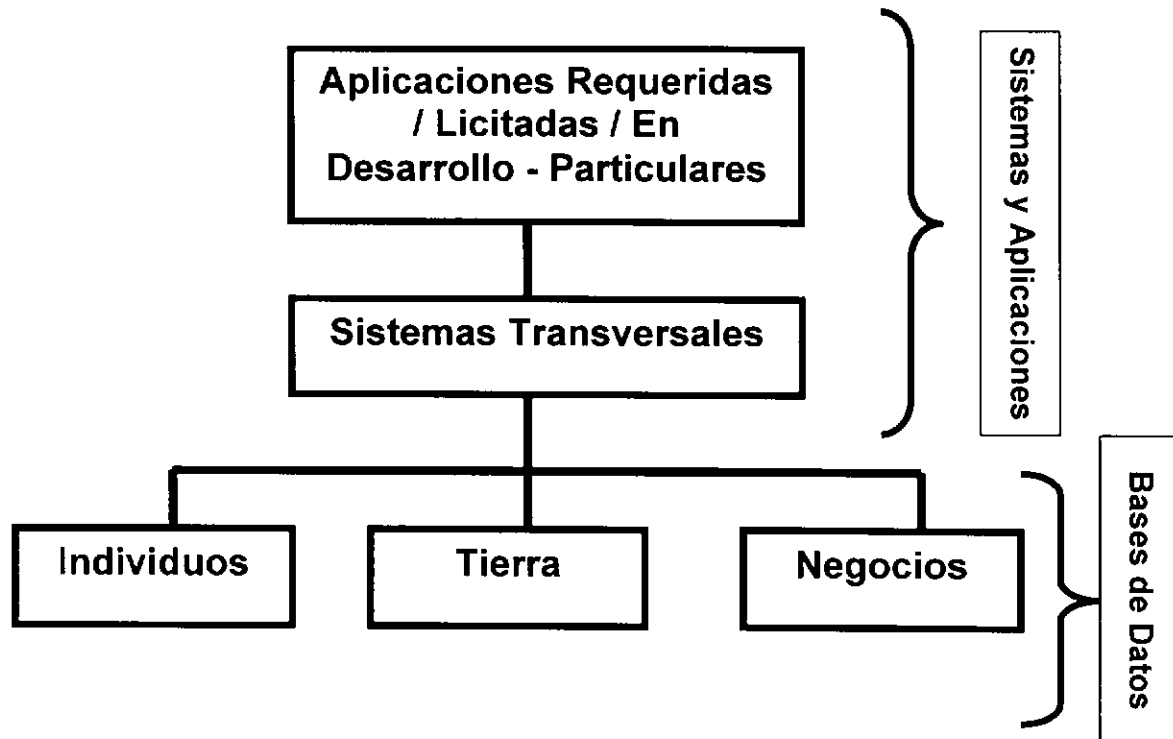 Aplicaciones Requeridas
/ Licitadas / En
Desarrollo - Particulares
Sistemas y Aplicaciones
Sistemas Transversales
Individuos
Tierra
Negocios
Bases de Datos